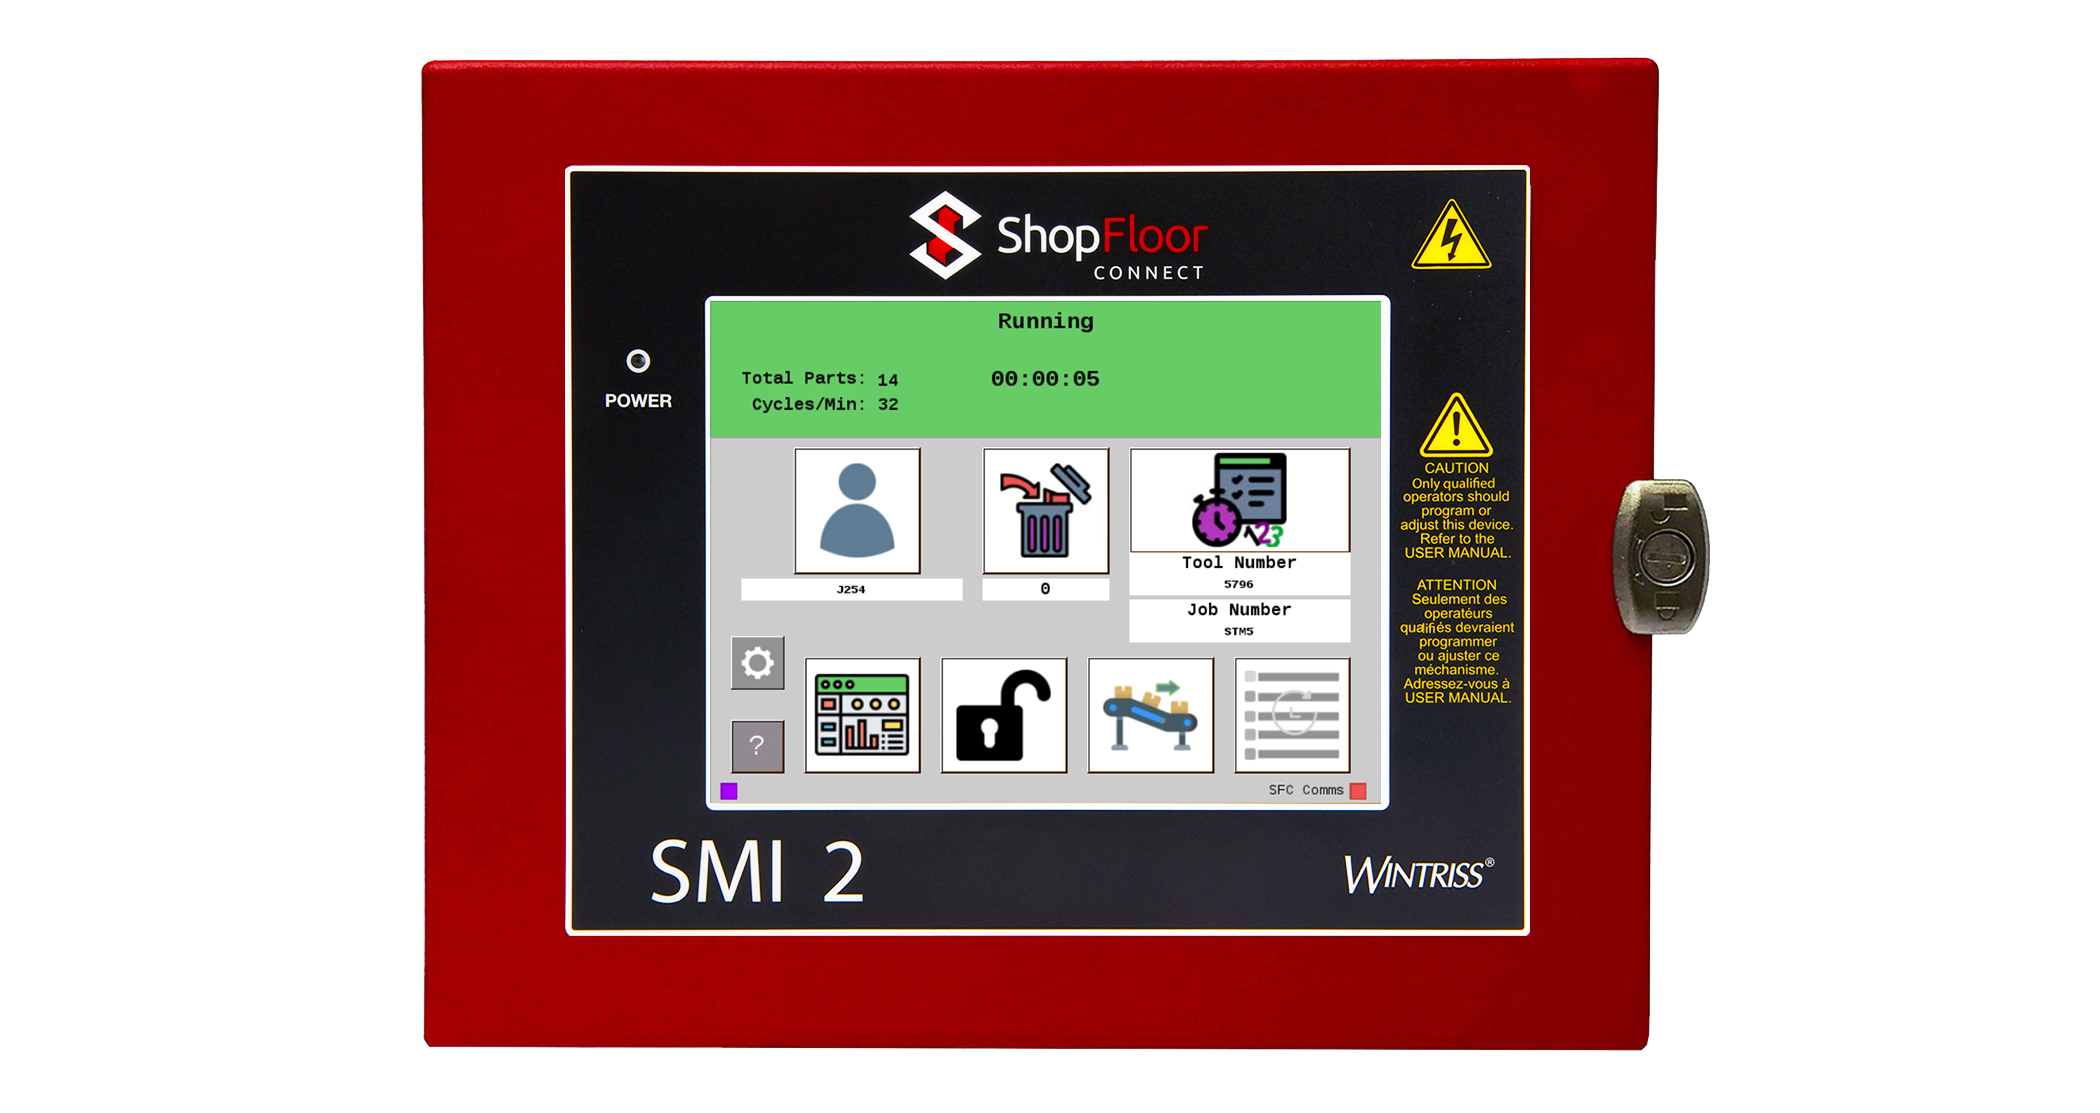 ShopFloor
CONNECT
Running
Total Parts: 14
00:00:05
Cycles/Min: 32
POWER
123
Tool Number
5796
J254
0
Job Number
STM5
?
SFC Comms
CAUTION
Only qualified
operators should
program or
adjust this device.
Refer to the
USER MANUAL.
ATTENTION
Seulement des
operatéurs
qualifiés devraient
programmer
ou ajuster ce
méchanisme.
Adressez-vous à
USER MANUAL.
SMI 2
WINTRISS®